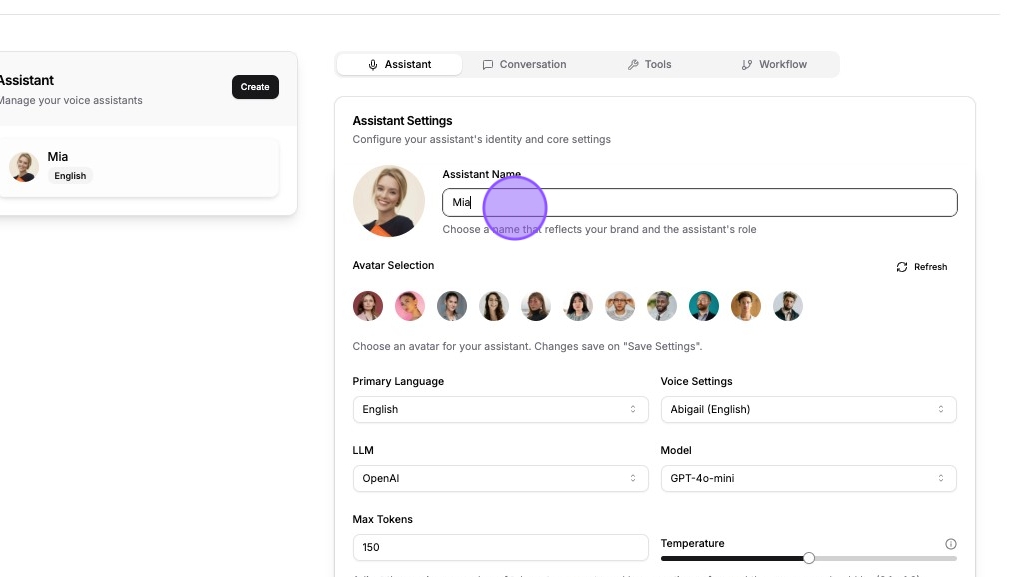 Assistant
Manage your voice assistants
Create
Mia
English
Assistant
Conversation
Tools
Workflow
Assistant Settings
Configure your assistant's identity and core settings
Assistant Name
Mia
Choose a name that reflects your brand and the assistant's role
Avatar Selection
Refresh
Choose an avatar for your assistant. Changes save on "Save Settings".
Primary Language
Voice Settings
English
Abigail (English)
LLM
Model
OpenAI
GPT-4o-mini
Max Tokens
150
Temperature